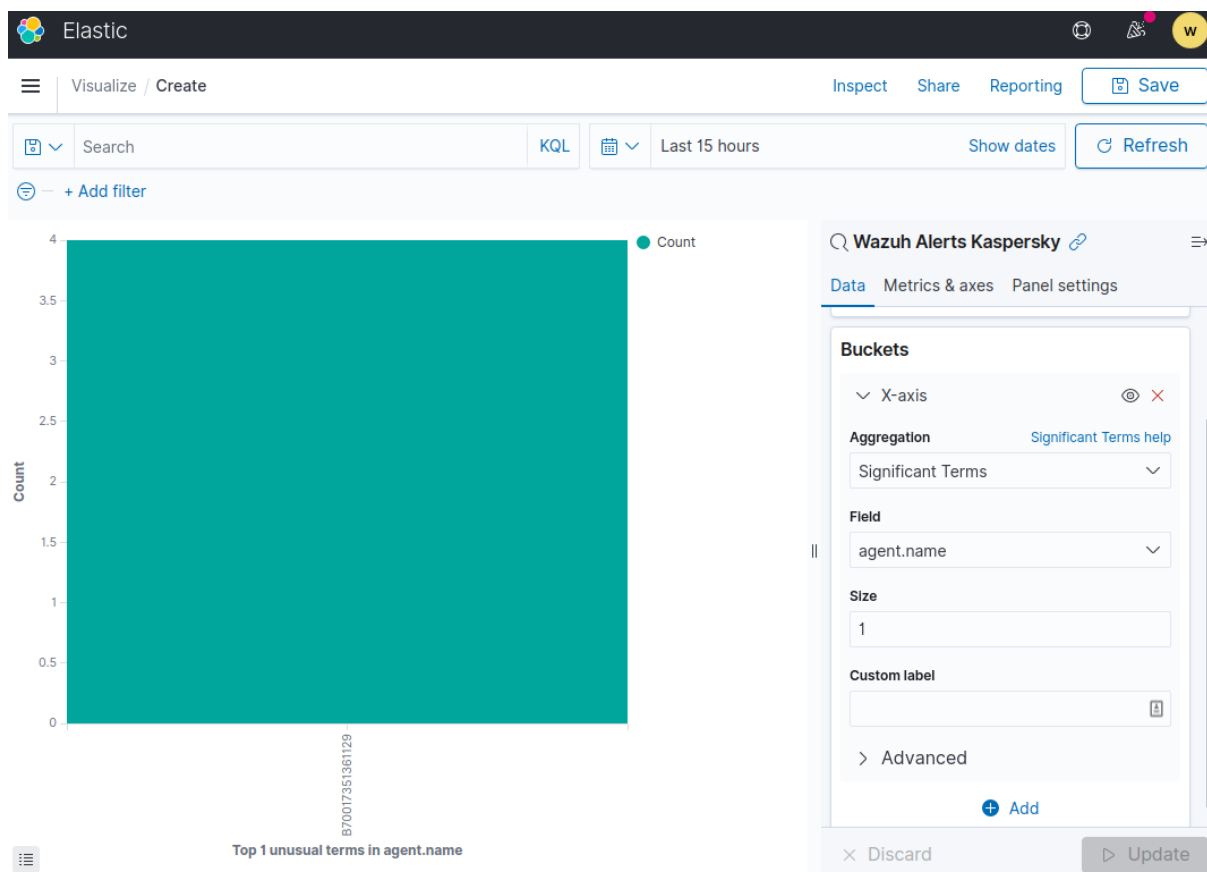 Elastic
w
Visualize / Create
Inspect Share Reporting Save
Search KQL Last 15 hours Show dates Refresh
+ Add filter
Count
Wazuh Alerts Kaspersky
Data Metrics & axes Panel settings
Buckets
X-axis
Aggregation Significant Terms help
Significant Terms
Field
agent.name
Size
1
Custom label
Advanced
Add
Discard Update
4
3.5
3
2.5
2
1.5
1
0.5
0
Count
B70017351361129
Top 1 unusual terms in agent.name